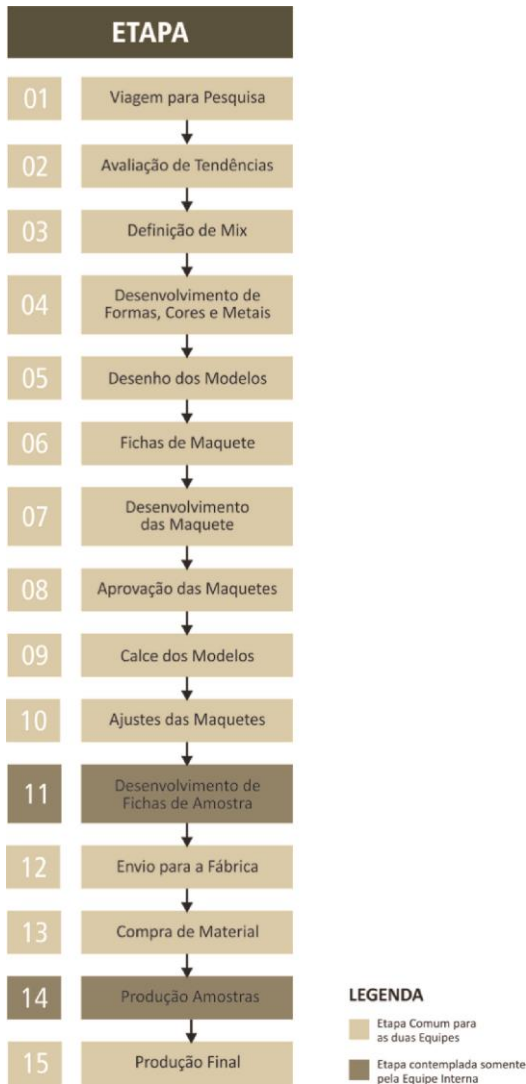 ETAPA
01
Viagem para Pesquisa
02
Avaliação de Tendências
03
Definição de Mix
04
Desenvolvimento de
Formas, Cores e Metais
05
Desenho dos Modelos
06
Fichas de Maquete
07
Desenvolvimento
das Maquete
08
Aprovação das Maquetes
09
Calce dos Modelos
10
Ajustes das Maquetes
11
Desenvolvimento de
Fichas de Amostra
12
Envio para a Fábrica
13
Compra de Material
14
Produção Amostras
15
Produção Final
LEGENDA
Etapa Comum para
as duas Equipes
Etapa contemplada somente
pela Equipe Interna